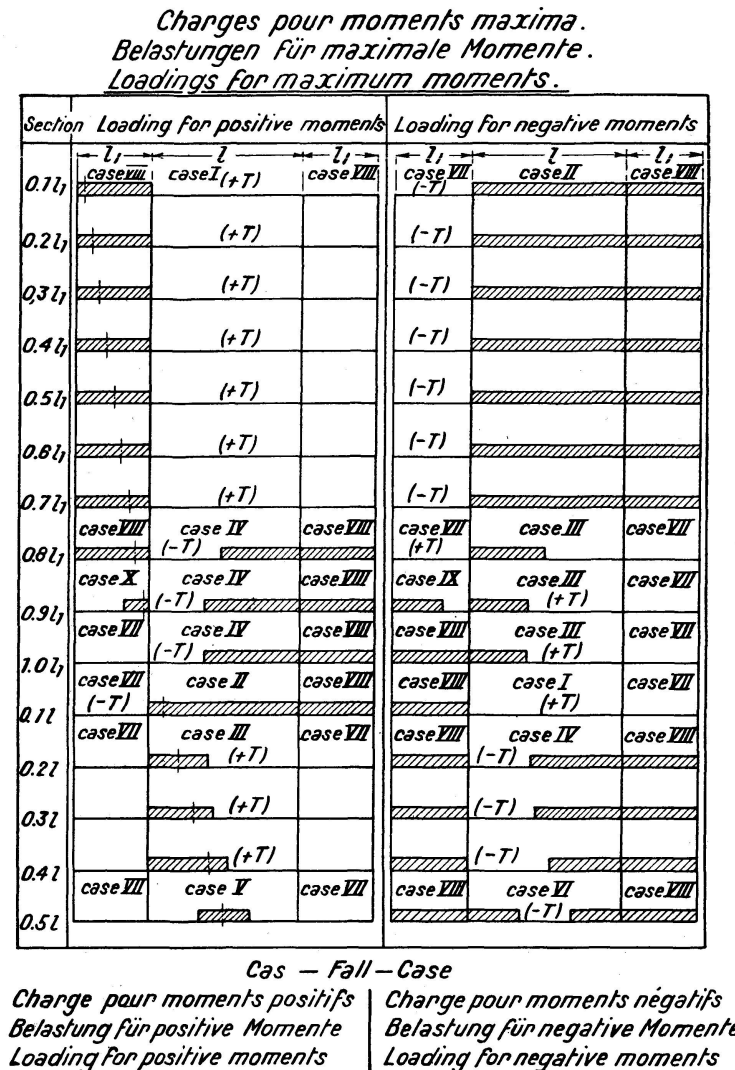 Charges pour moments maxima.
Belastungen für maximale Momente.
Loadings for maximum moments.
Section Loading for positive moments Loading for negative moments
l₁ l l₁ l₁ l l₁
case VIII case I (+T) case VIII case VII (-T) case II case VIII
0.1l₁
0.2l₁ (+T) (-T)
0,3l₁ (+T) (-T)
0.4l₁ (+T) (-T)
0.5l₁ (+T) (-T)
0.6l₁ (+T) (-T)
0.7l₁ (+T) (-T)
case VIII case IV case VIII case VII case III case VII
0.8l₁ (-T) (+T)
case X case IV case VIII case IX case III case VII
0.9l₁ (-T) (+T)
case VII case IV case VIII case VIII case III case VII
1.0l₁ (-T) (+T)
case VII case II case VIII case VIII case I case VII
0.1l (-T) (+T)
case VII case III case VII case VIII case IV case VIII
0.2l (+T) (-T)
0.3l (+T) (-T)
0.4l (+T) (-T)
case VII case V case VII case VIII case VI case VIII
0.5l (-T)
Cas – Fall – Case
Charge pour moments positifs Charge pour moments négatifs
Belastung für positive Momente Belastung für negative Momente
Loading for positive moments Loading for negative moments